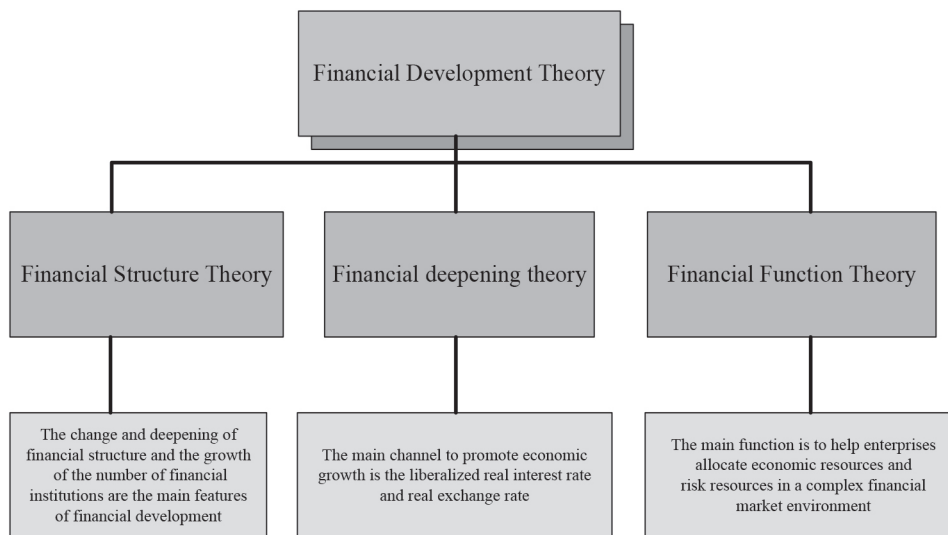 Financial Development Theory
Financial Structure Theory
Financial deepening theory
Financial Function Theory
The change and deepening of
financial structure and the growth
of the number of financial
institutions are the main features
of financial development
The main channel to promote economic
growth is the liberalized real interest rate
and real exchange rate
The main function is to help enterprises
allocate economic resources and
risk resources in a complex financial
market environment